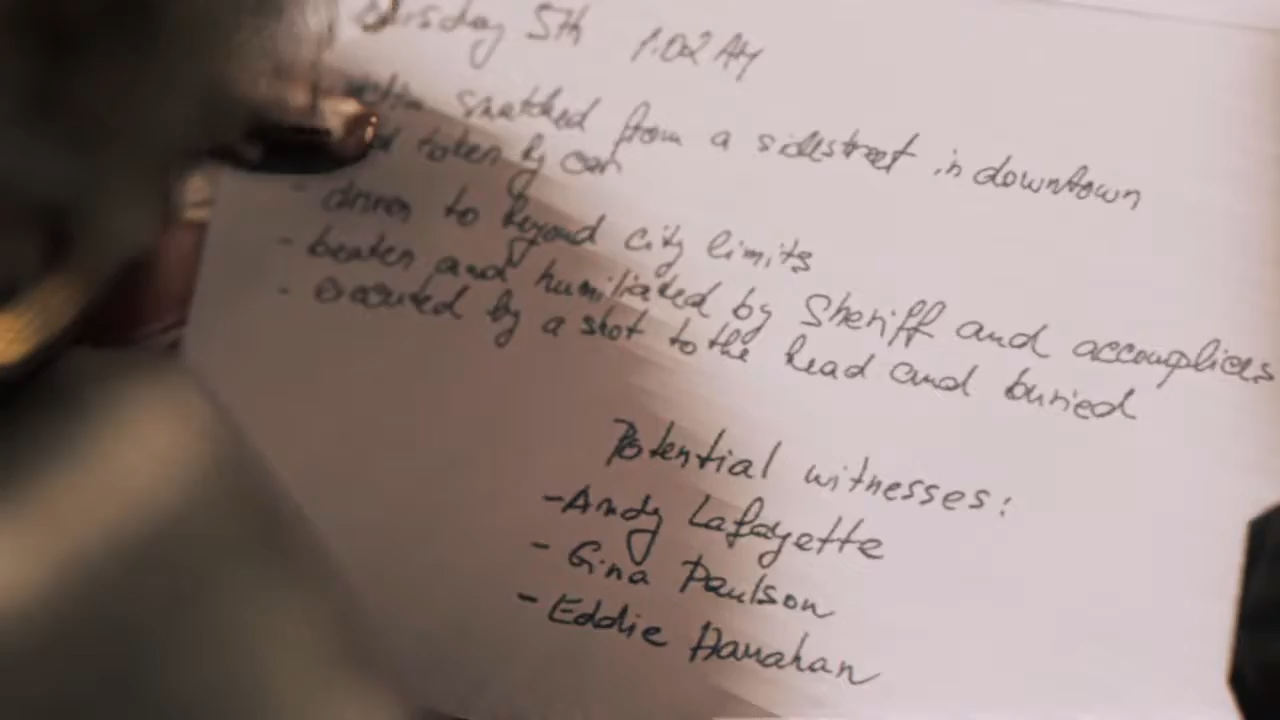 5th 1:02 AM
snatched from a sidestreet in downtown
taken by car
- driven to beyond city limits
- beaten and humiliated by Sheriff and accomplices
- executed by a shot to the head and buried
Potential witnesses:
- Andy Lafayette
- Gina Paulson
- Eddie Hanahan